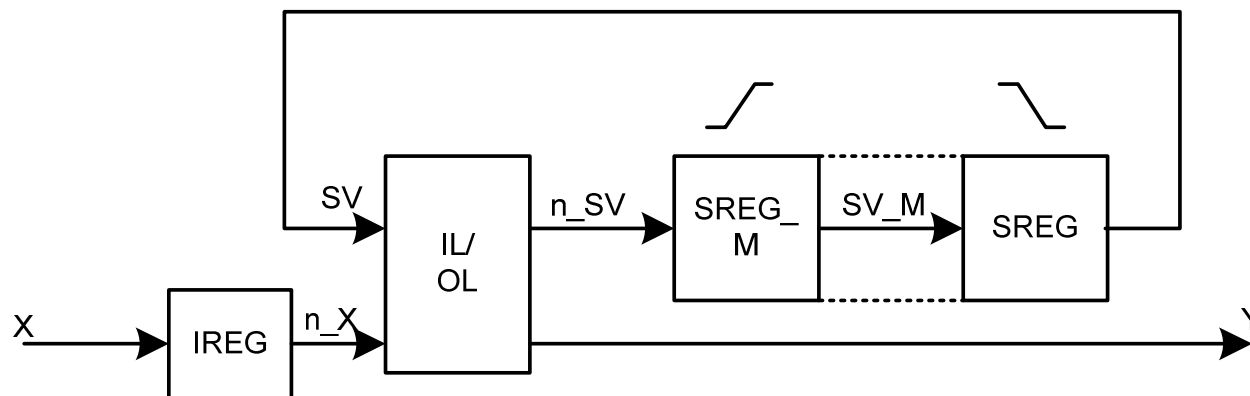 SV
n_SV
SREG_
M
SV_M
SREG
IL/
OL
X
IREG
n_X
Y